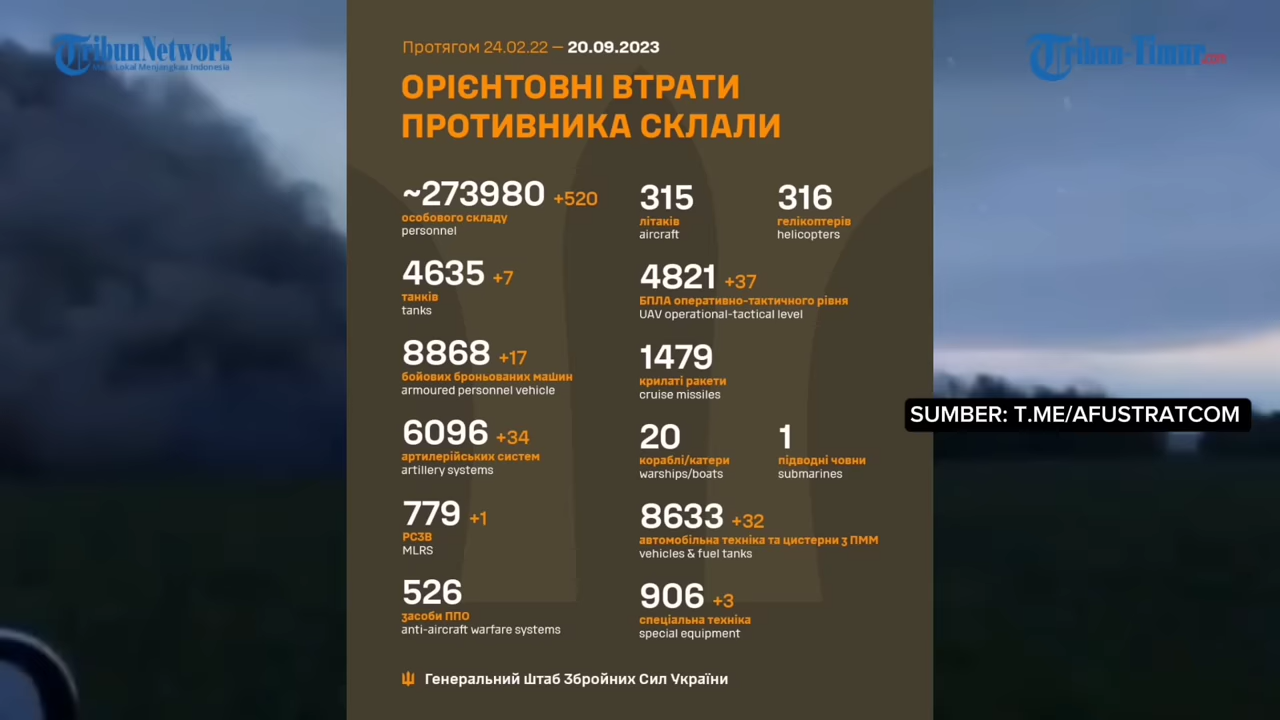 TribunNetwork
Mata Lokal Menjangkau Indonesia
Tribun-Timur.com
Протягом 24.02.22 — 20.09.2023
ОРІЄНТОВНІ ВТРАТИ
ПРОТИВНИКА СКЛАЛИ
~273980 +520
особового складу
personnel
315
літаків
aircraft
316
гелікоптерів
helicopters
4635 +7
танків
tanks
4821 +37
БПЛА оперативно-тактичного рівня
UAV operational-tactical level
8868 +17
бойових броньованих машин
armoured personnel vehicle
1479
крилаті ракети
cruise missiles
SUMBER: T.ME/AFUSTRATCOM
6096 +34
артилерійських систем
artillery systems
20
кораблі/катери
warships/boats
1
підводні човни
submarines
779 +1
РСЗВ
MLRS
8633 +32
автомобільна техніка та цистерни з ПММ
vehicles & fuel tanks
526
засоби ППО
anti-aircraft warfare systems
906 +3
спеціальна техніка
special equipment
Генеральний штаб Збройних Сил України